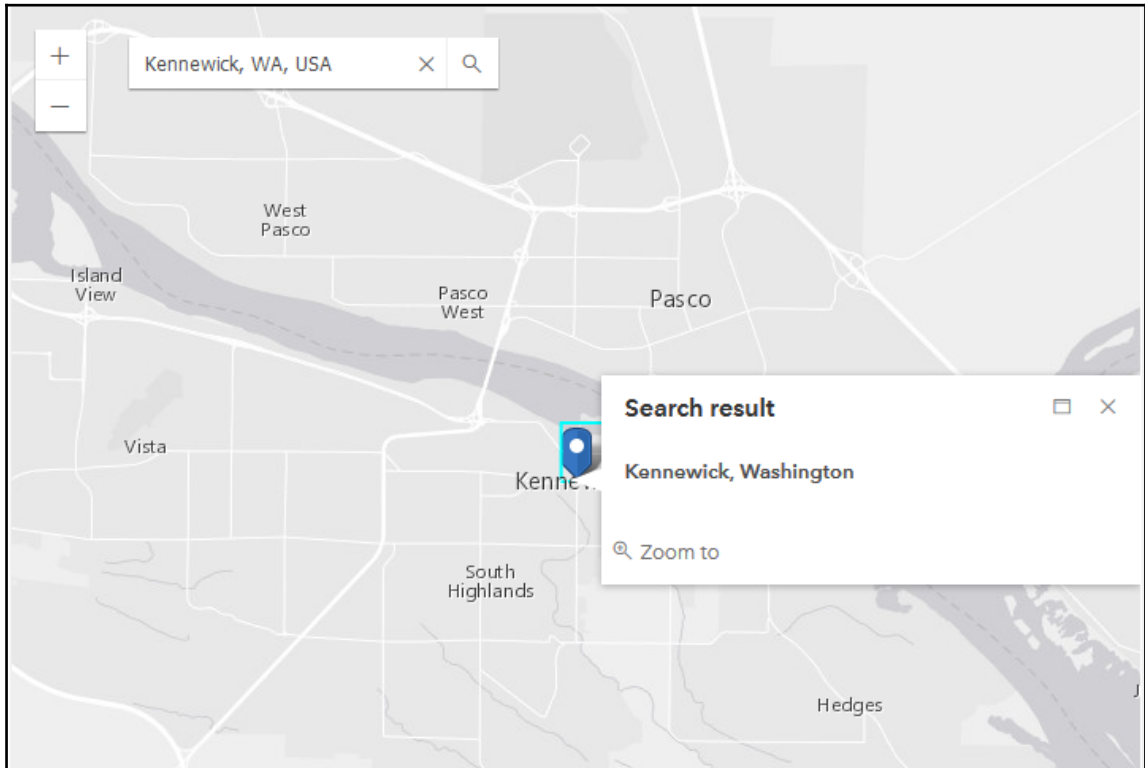 +
Kennewick, WA, USA
−
West
Pasco
Island
View
Pasco
West
Pasco
Search result
Vista
Kennewick, Washington
Zoom to
South
Highlands
Hedges
J